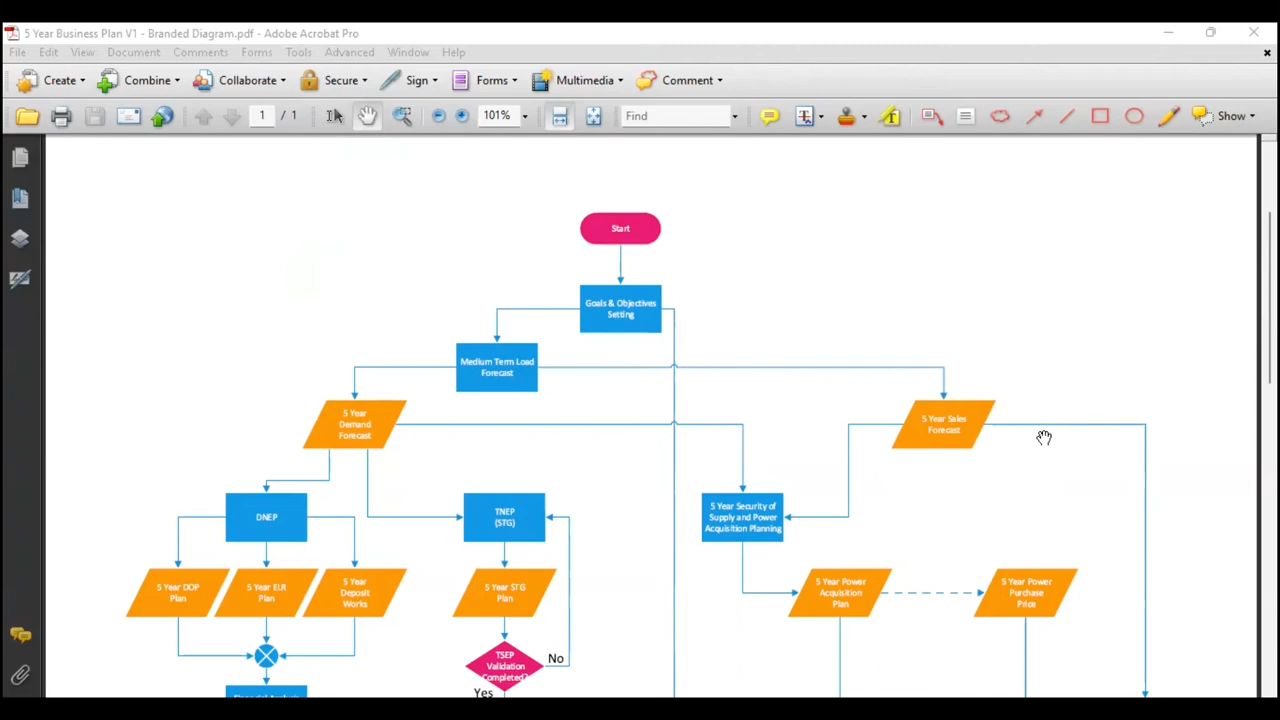 5 Year Business Plan V1 - Branded Diagram.pdf - Adobe Acrobat Pro
File Edit View Document Comments Forms Tools Advanced Window Help
Create Combine Collaborate Secure Sign Forms Multimedia Comment
1 / 1 101% Find Show
Start
Goals & Objectives
Setting
Medium Term Load
Forecast
5 Year
Demand
Forecast
5 Year Sales
Forecast
DNEP
TNEP
(STG)
5 Year Security of
Supply and Power
Acquisition Planning
5 Year DOP
Plan
5 Year ELR
Plan
5 Year
Deposit
Works
5 Year STG
Plan
5 Year Power
Acquisition
Plan
5 Year Power
Purchase
Price
TSEP
Validation
Completed?
No
Yes
Financial Analysis